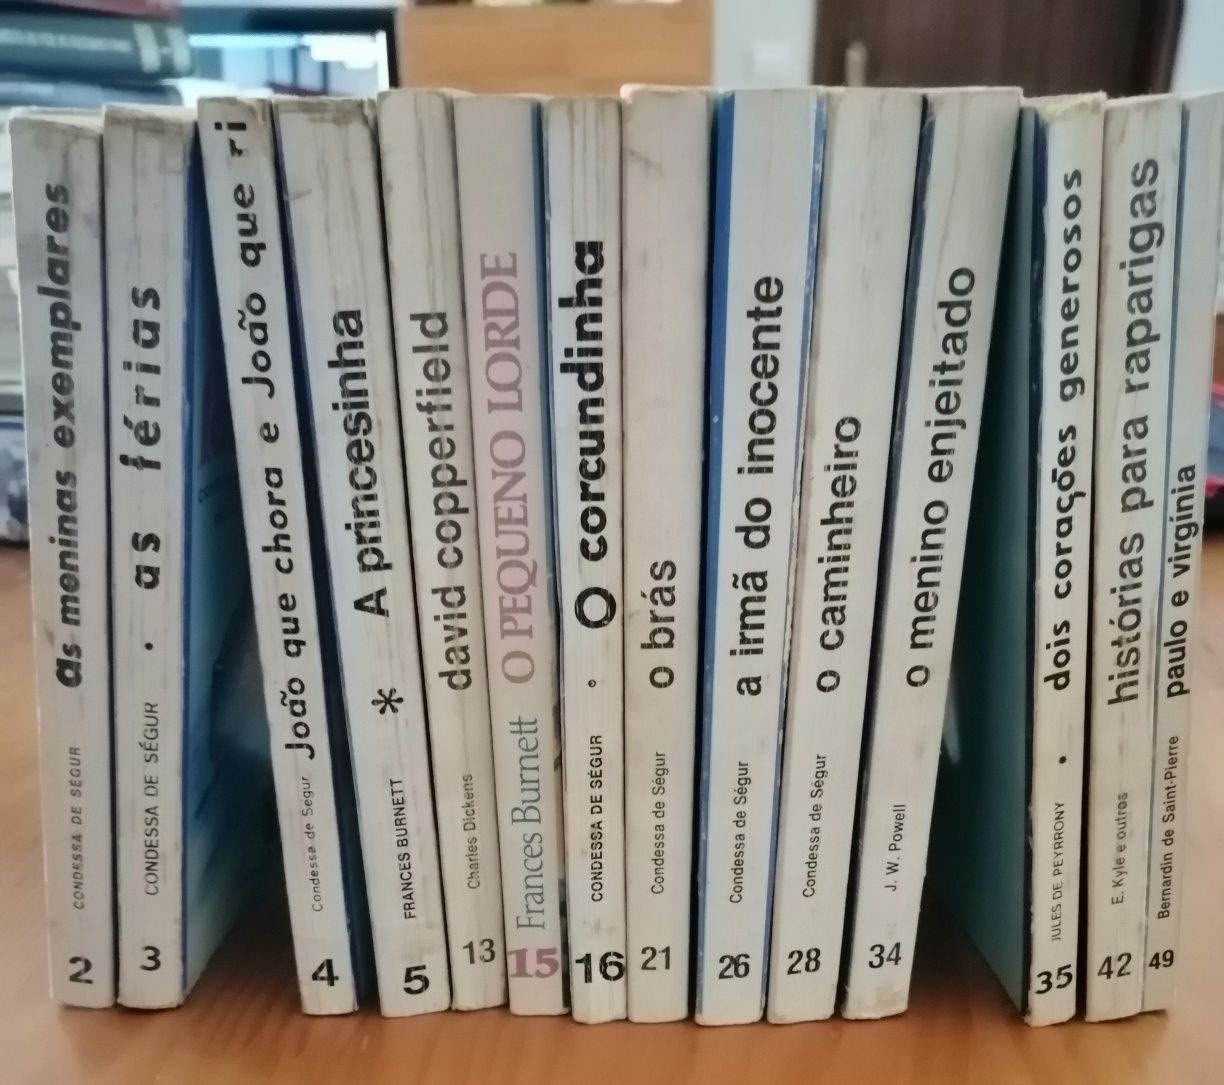 as meninas exemplares
CONDESSA DE SÉGUR
2
as férias
CONDESSA DE SÉGUR
3
João que chora e João que ri
Condessa de Ségur
4
A princesinha
FRANCES BURNETT
5
david copperfield
Charles Dickens
13
O PEQUENO LORDE
Frances Burnett
15
O corcundinha
CONDESSA DE SÉGUR
16
o brás
Condessa de Ségur
21
a irmã do inocente
Condessa de Ségur
26
o caminheiro
Condessa de Ségur
28
o menino enjeitado
J. W. Powell
34
dois corações generosos
JULES DE PEYRRONY
35
histórias para raparigas
E. Kyle e outros
42
paulo e virgínia
Bernardin de Saint-Pierre
49